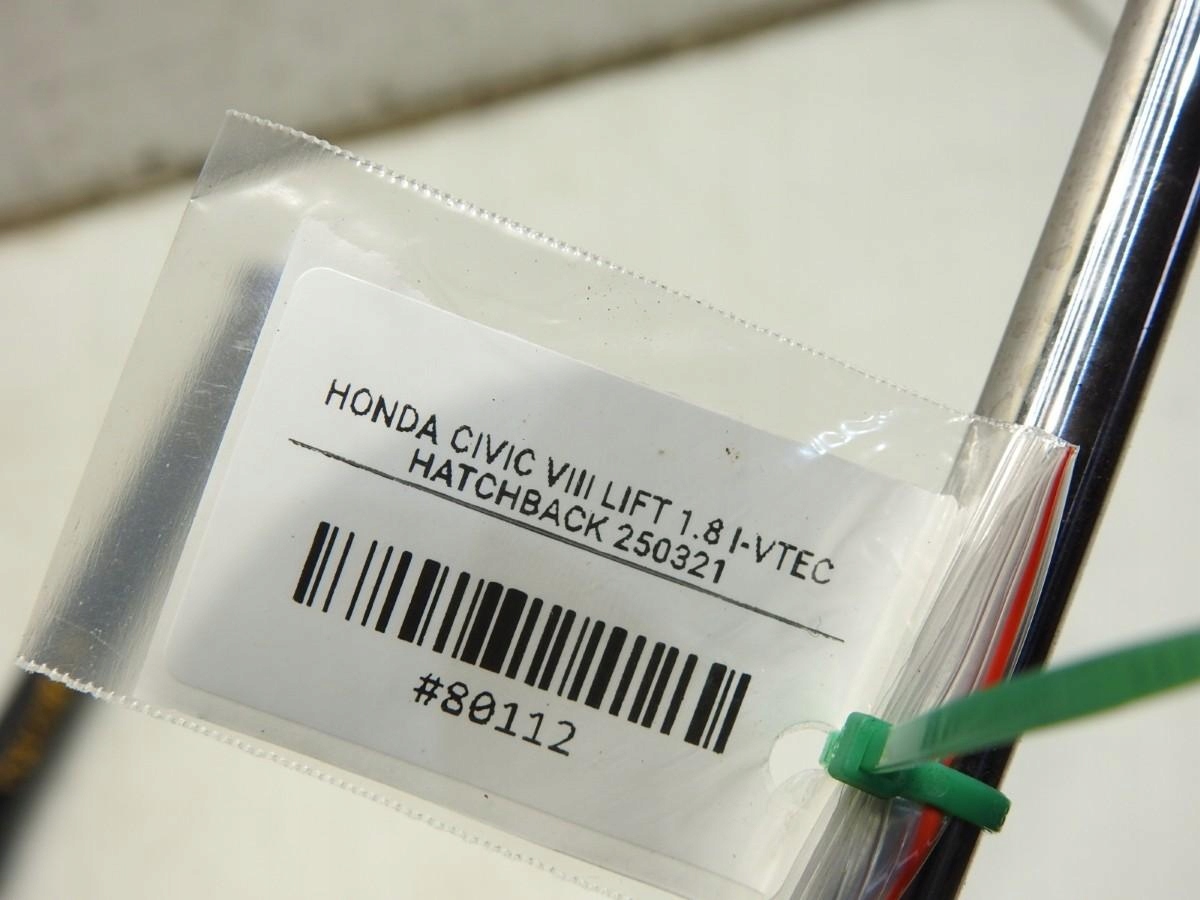 HONDA CIVIC VIII LIFT 1.8 I-VTEC
HATCHBACK 250321
#80112